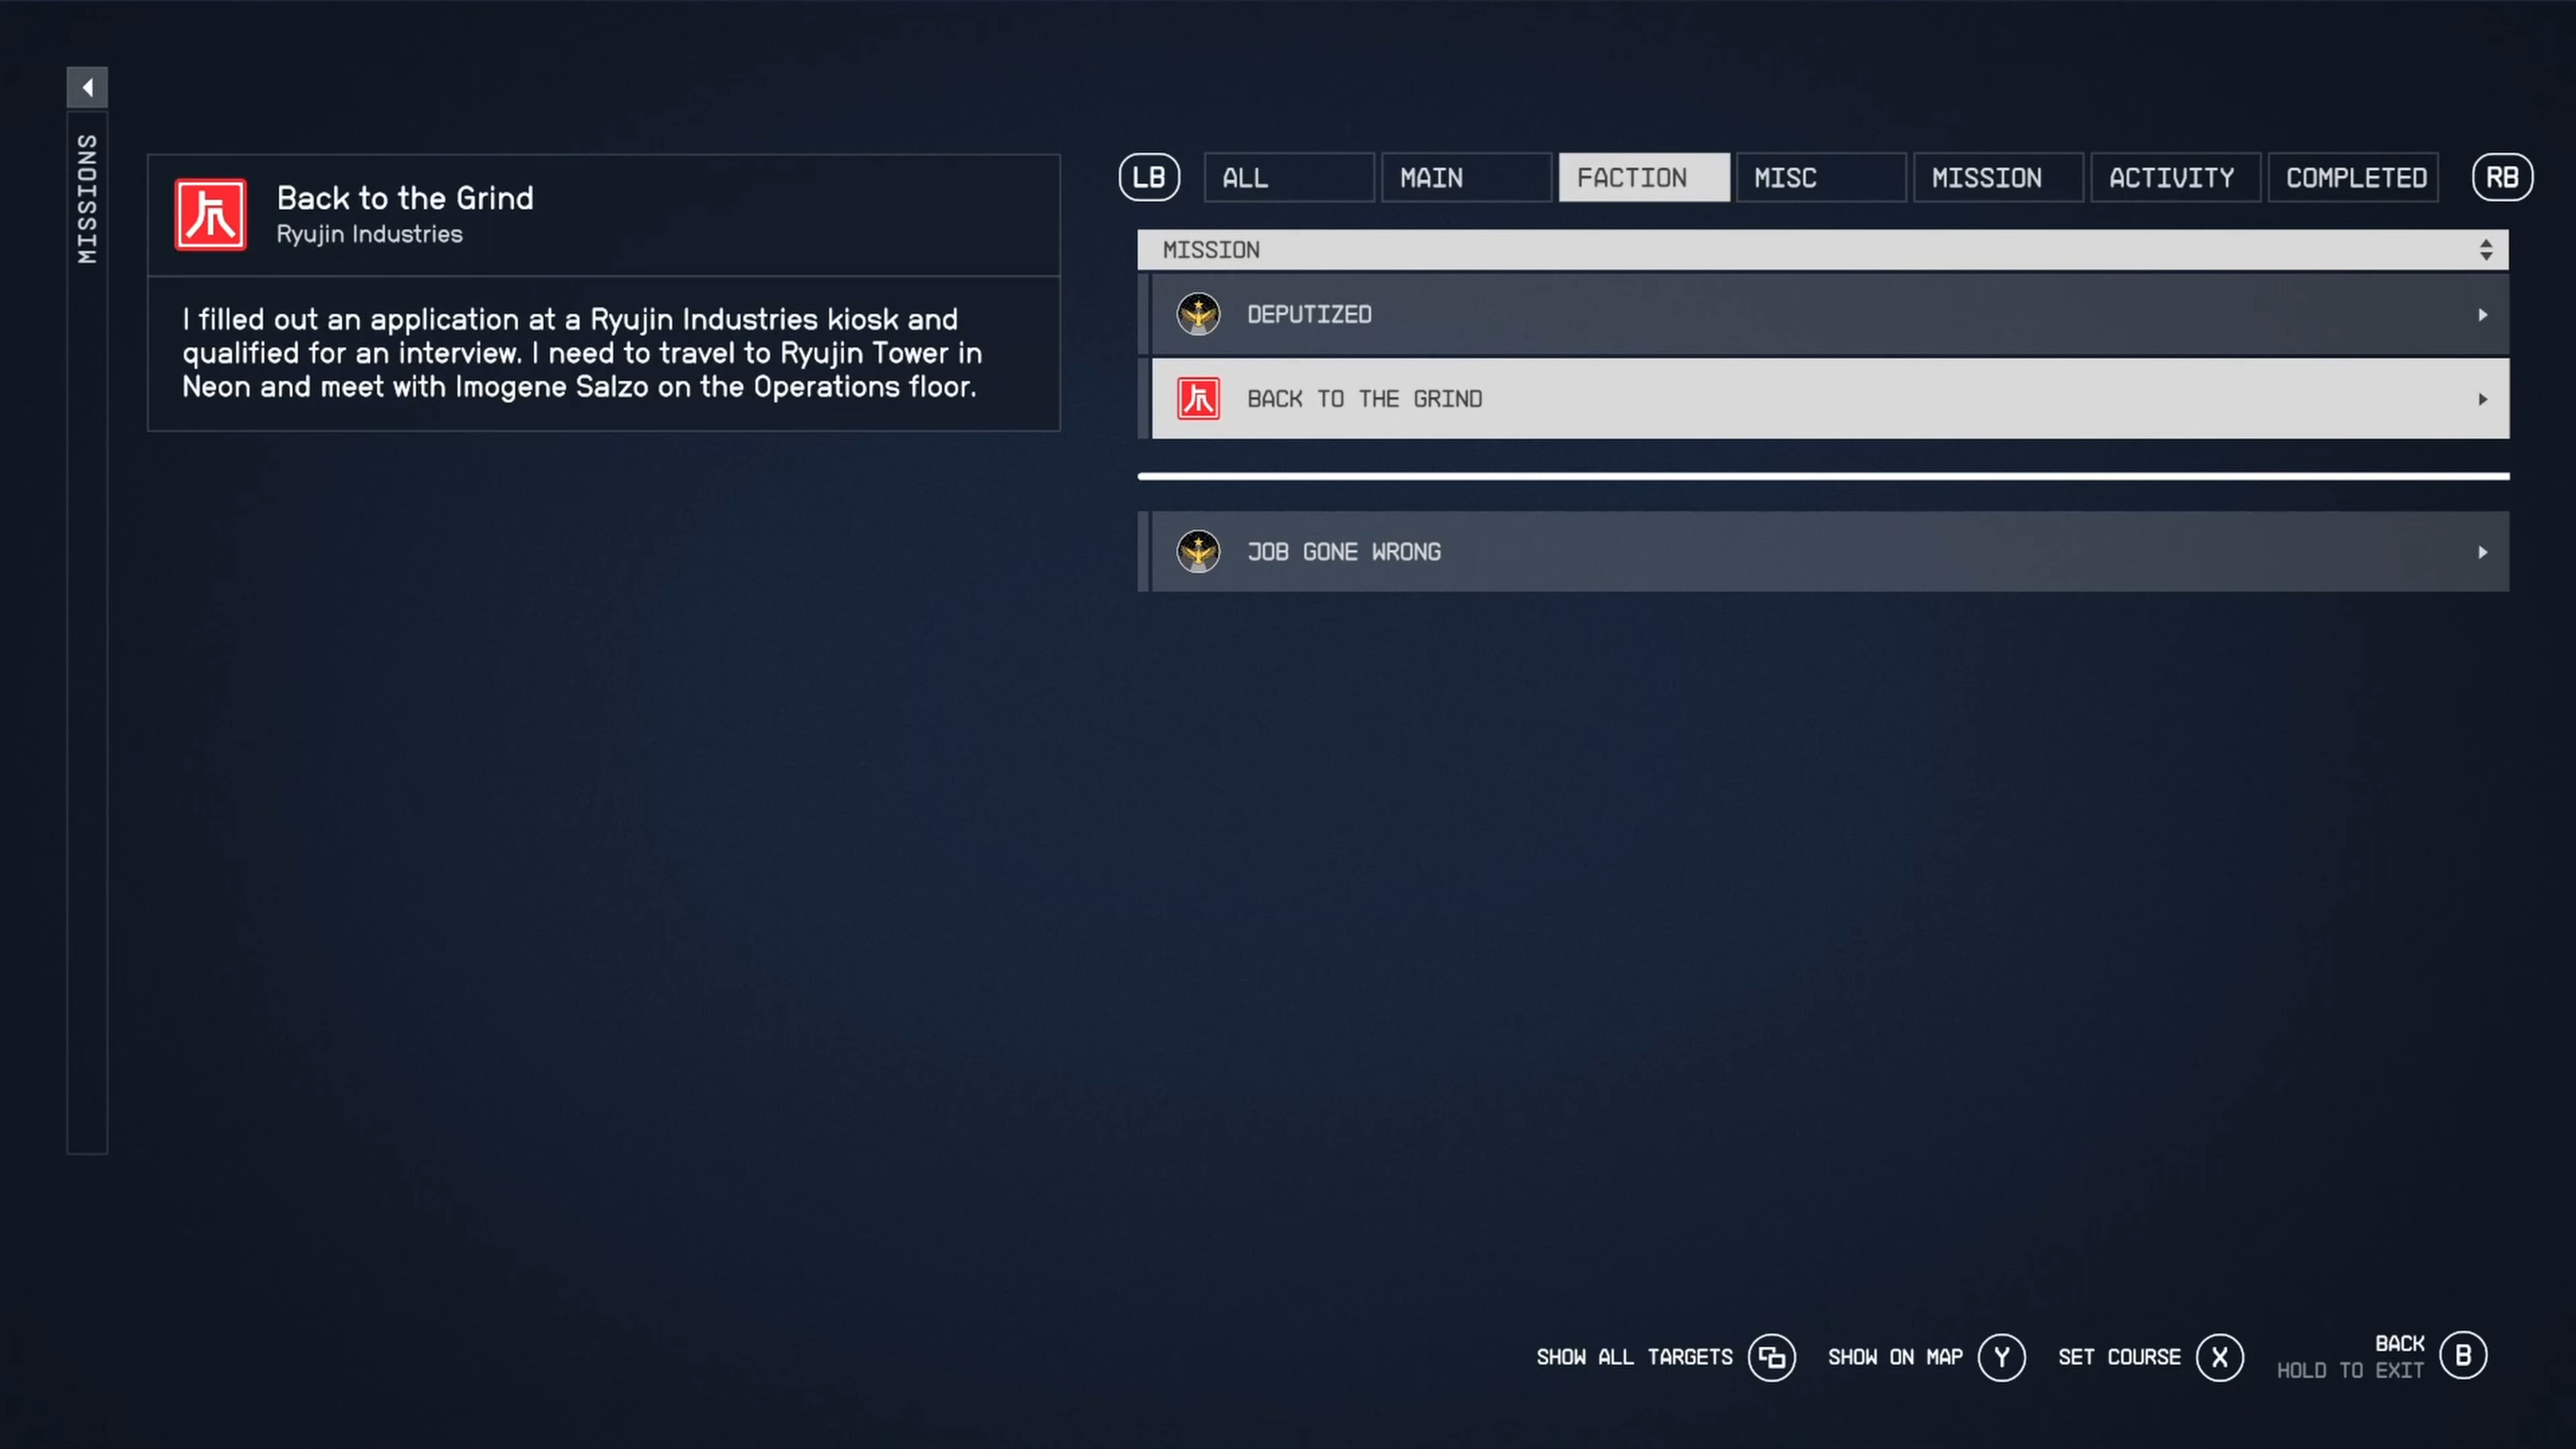 MISSIONS
Back to the Grind
Ryujin Industries
I filled out an application at a Ryujin Industries kiosk and
qualified for an interview. I need to travel to Ryujin Tower in
Neon and meet with Imogene Salzo on the Operations floor.
LB ALL MAIN FACTION MISC MISSION ACTIVITY COMPLETED RB
MISSION
DEPUTIZED
BACK TO THE GRIND
JOB GONE WRONG
SHOW ALL TARGETS SHOW ON MAP Y SET COURSE X BACK B
HOLD TO EXIT